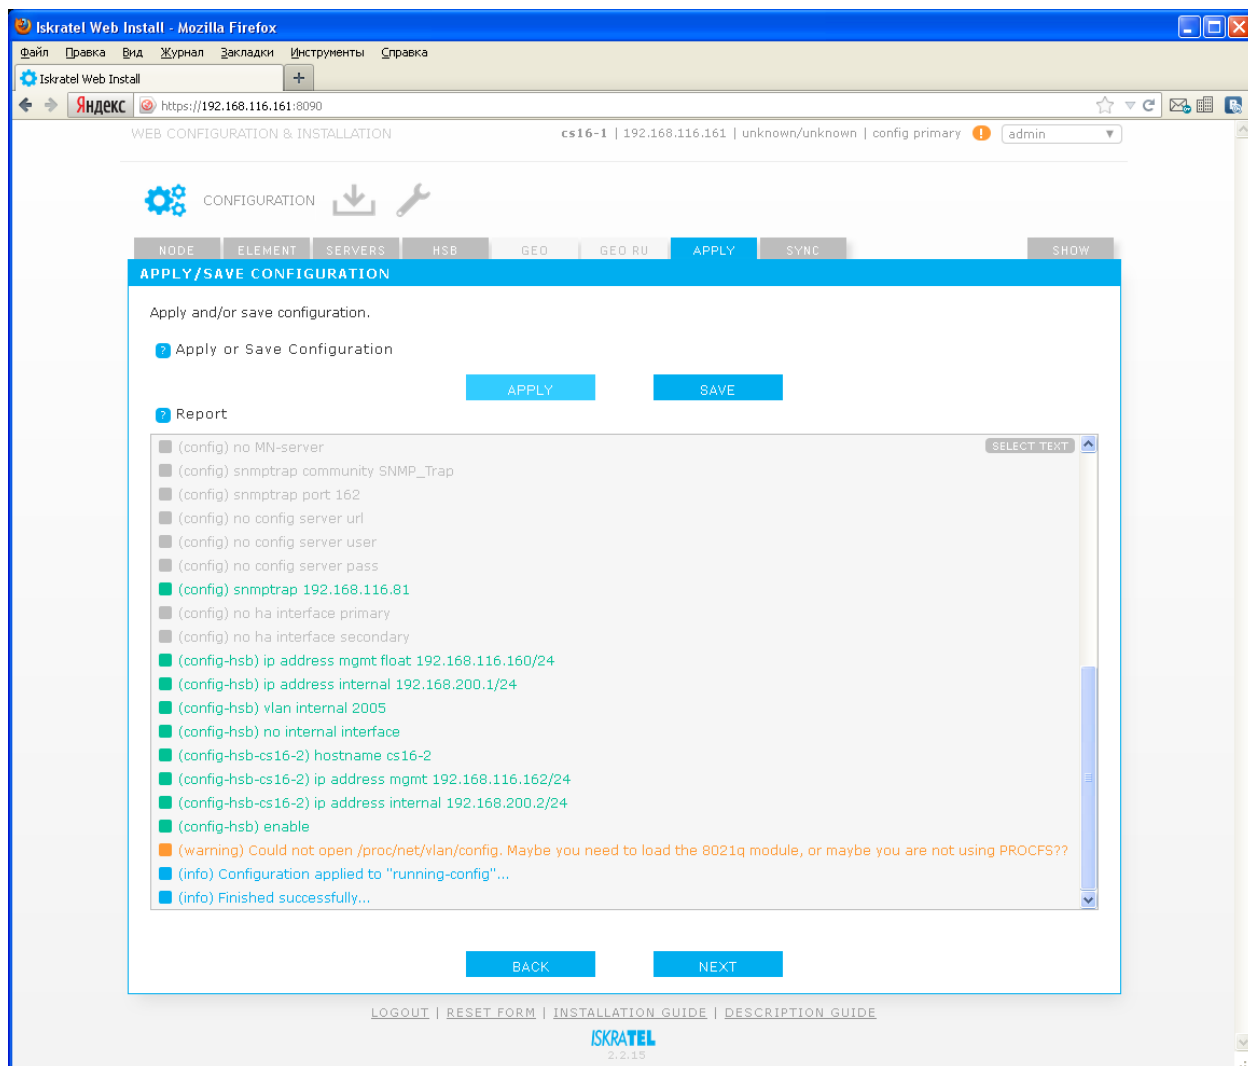 Iskratel Web Install - Mozilla Firefox
Файл Правка Вид Журнал Закладки Инструменты Справка
Iskratel Web Install
Яндекс https://192.168.116.161:8090
WEB CONFIGURATION & INSTALLATION cs16-1 | 192.168.116.161 | unknown/unknown | config primary ! admin
CONFIGURATION
NODE ELEMENT SERVERS HSB GEO GEO RU APPLY SYNC SHOW
APPLY/SAVE CONFIGURATION
Apply and/or save configuration.
? Apply or Save Configuration
APPLY SAVE
? Report
SELECT TEXT
(config) no MN-server
(config) snmptrap community SNMP_Trap
(config) snmptrap port 162
(config) no config server url
(config) no config server user
(config) no config server pass
(config) snmptrap 192.168.116.81
(config) no ha interface primary
(config) no ha interface secondary
(config-hsb) ip address mgmt float 192.168.116.160/24
(config-hsb) ip address internal 192.168.200.1/24
(config-hsb) vlan internal 2005
(config-hsb) no internal interface
(config-hsb-cs16-2) hostname cs16-2
(config-hsb-cs16-2) ip address mgmt 192.168.116.162/24
(config-hsb-cs16-2) ip address internal 192.168.200.2/24
(config-hsb) enable
(warning) Could not open /proc/net/vlan/config. Maybe you need to load the 8021q module, or maybe you are not using PROCFS??
(info) Configuration applied to "running-config"...
(info) Finished successfully...
BACK NEXT
LOGOUT | RESET FORM | INSTALLATION GUIDE | DESCRIPTION GUIDE
ISKRATEL
2.2.15